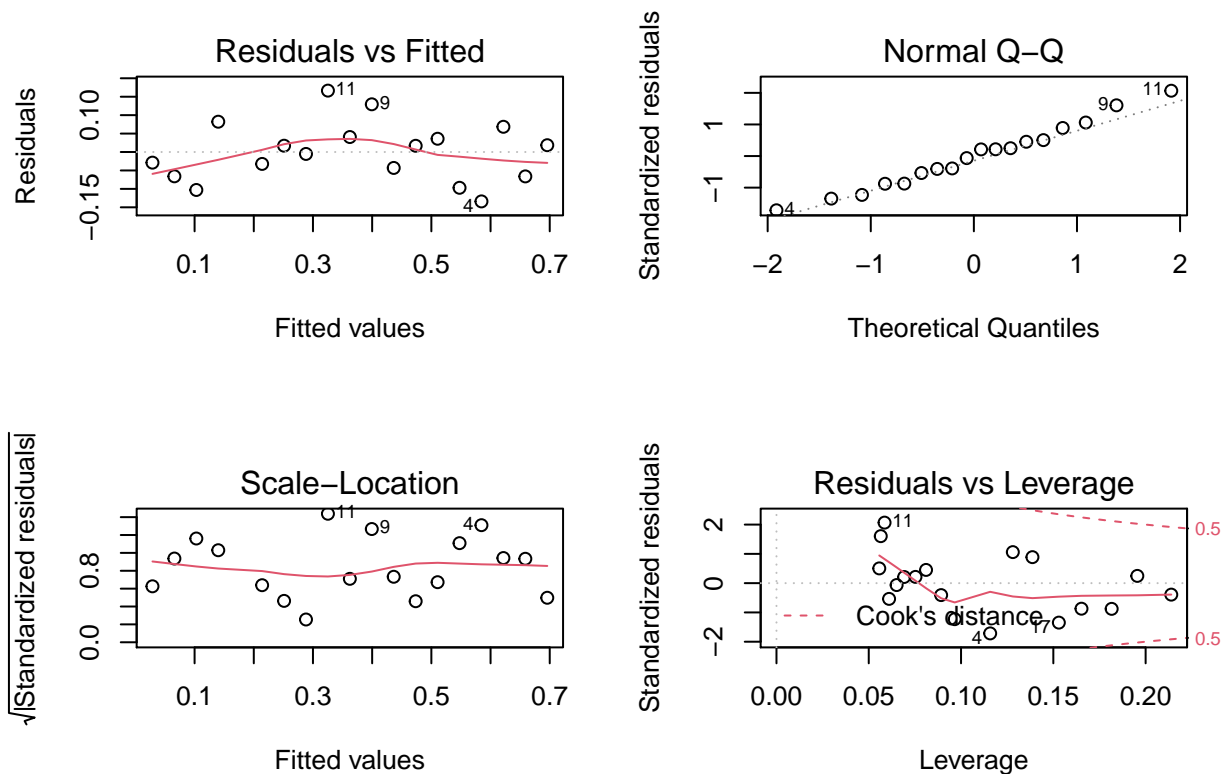 Residuals vs Fitted
Residuals
0.10
−0.15
11
9
4
0.1 0.3 0.5 0.7
Fitted values
Normal Q−Q
Standardized residuals
1
−1
11
9
4
−2 −1 0 1 2
Theoretical Quantiles
Scale−Location
√|Standardized residuals|
0.8
0.0
11
9
4
0.1 0.3 0.5 0.7
Fitted values
Residuals vs Leverage
Standardized residuals
2
0
−2
11
0.5
Cook's distance
4
17
0.5
0.00 0.05 0.10 0.15 0.20
Leverage